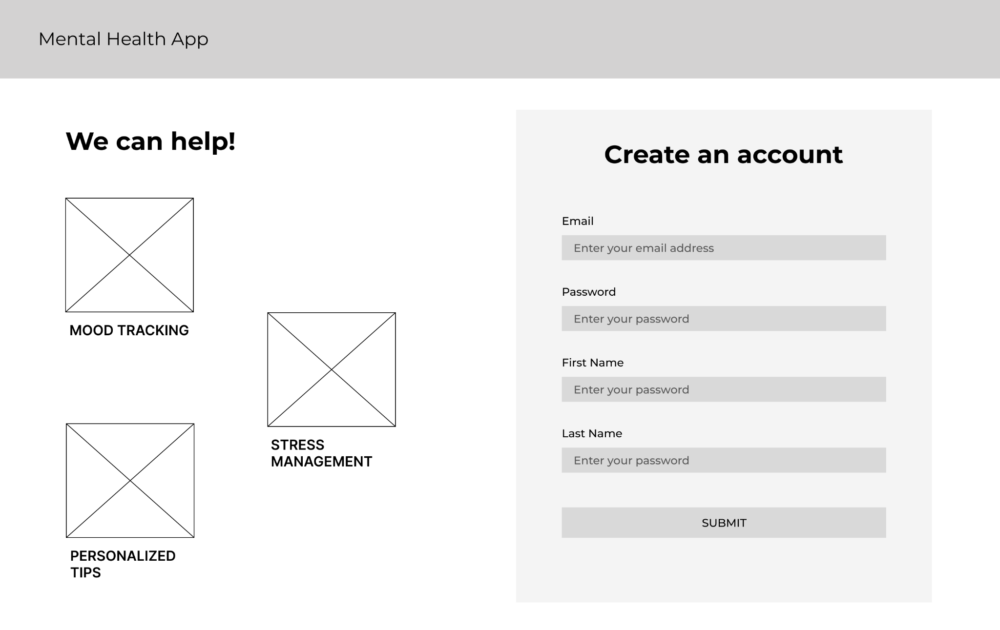 Mental Health App
We can help!
MOOD TRACKING
STRESS
MANAGEMENT
PERSONALIZED
TIPS
Create an account
Email
Enter your email address
Password
Enter your password
First Name
Enter your password
Last Name
Enter your password
SUBMIT